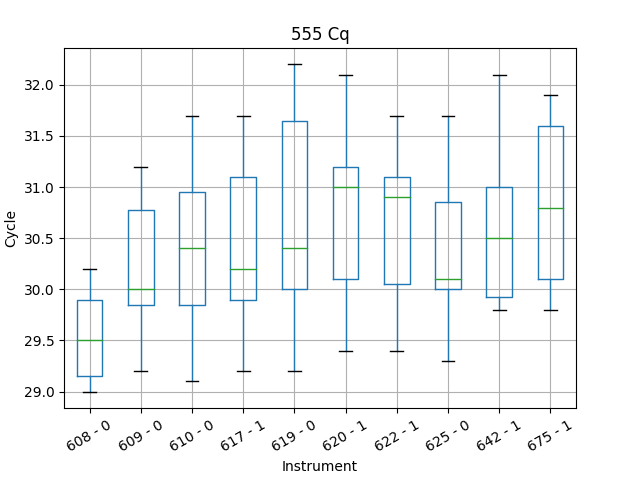 555 Cq
32.0
31.5
31.0
30.5
30.0
29.5
29.0
Cycle
608 - 0
609 - 0
610 - 0
617 - 1
619 - 0
620 - 1
622 - 1
625 - 0
642 - 1
675 - 1
Instrument